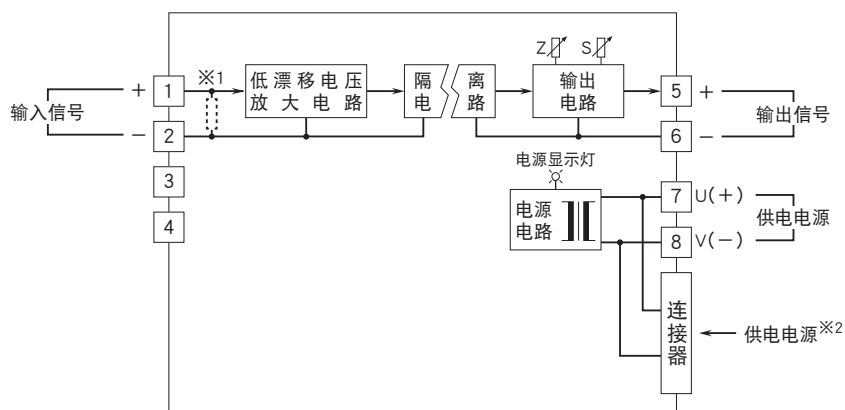 Z S
※1
+ 1 低漂移电压
放大电路
隔 离
电 路
输出
电路
5 +
输入信号
输出信号
− 2
6 −
电源显示灯
3
7 U(+)
电源
电路
供电电源
4
8 V(−)
连接器
供电电源※2